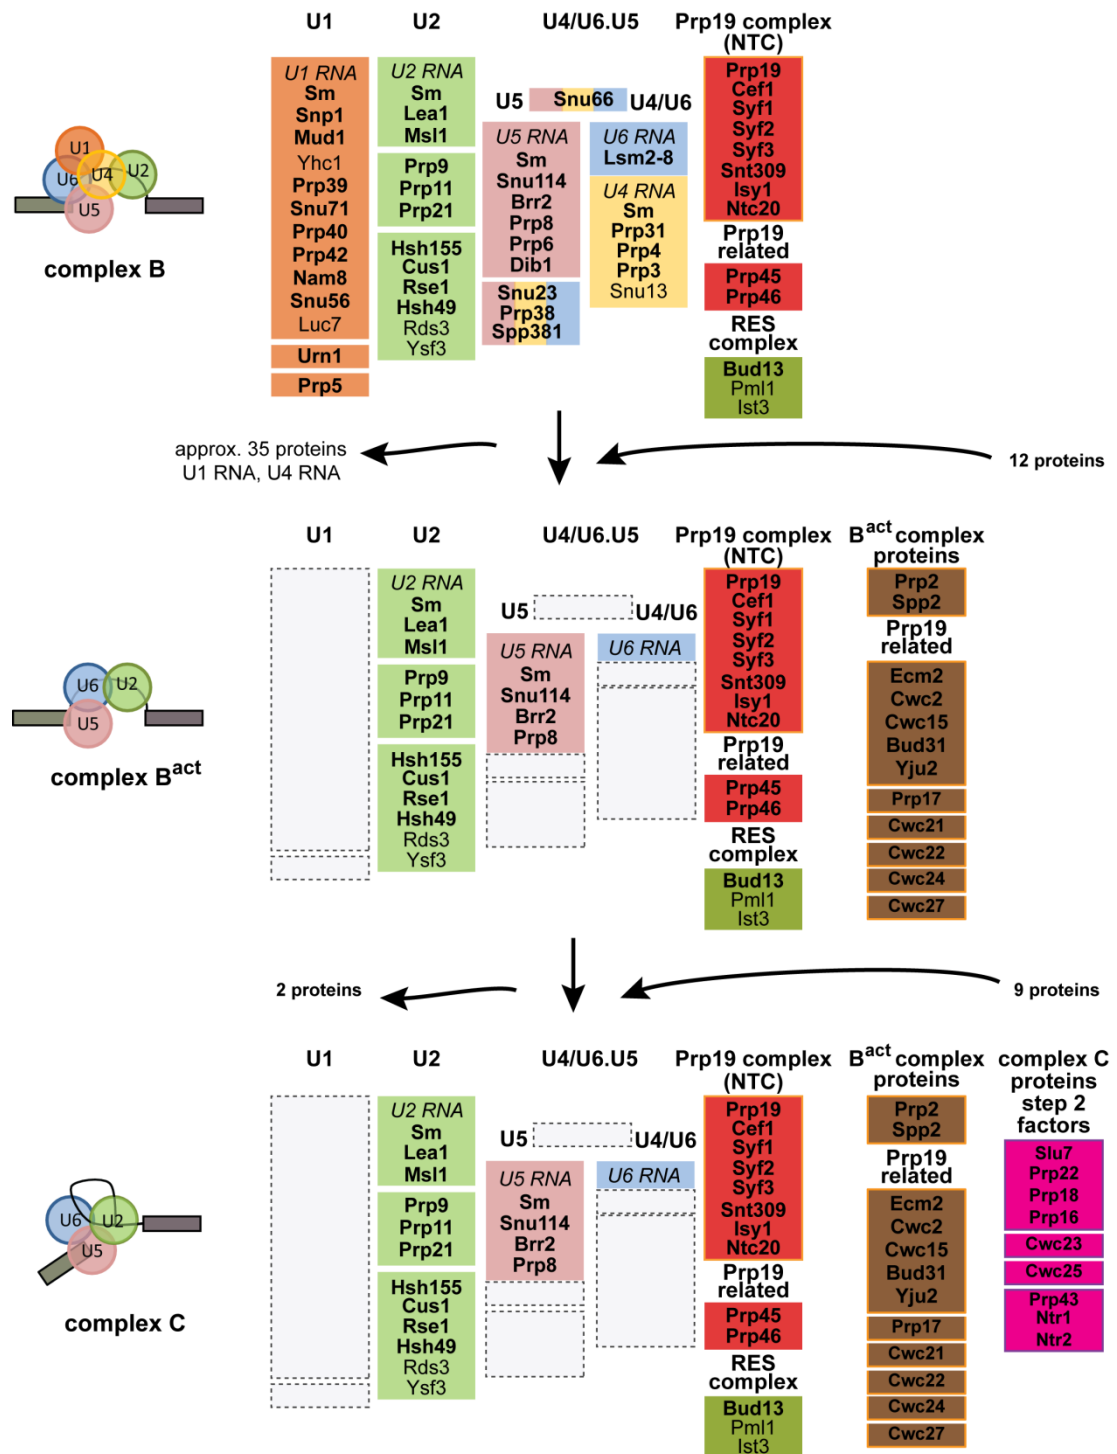 U1
U2
U4/U6.U5
Prp19 complex
(NTC)
U1 RNA
Sm
Snp1
Mud1
Yhc1
Prp39
Snu71
Prp40
Prp42
Nam8
Snu56
Luc7
Urn1
Prp5
U2 RNA
Sm
Lea1
Msl1
Prp9
Prp11
Prp21
Hsh155
Cus1
Rse1
Hsh49
Rds3
Ysf3
U5
Snu66
U4/U6
U5 RNA
Sm
Snu114
Brr2
Prp8
Prp6
Dib1
Snu23
Prp38
Spp381
U6 RNA
Lsm2-8
U4 RNA
Sm
Prp31
Prp4
Prp3
Snu13
Prp19
Cef1
Syf1
Syf2
Syf3
Snt309
Isy1
Ntc20
Prp19
related
Prp45
Prp46
RES
complex
Bud13
Pml1
Ist3
U1
U6
U4
U2
U5
complex B
approx. 35 proteins
U1 RNA, U4 RNA
12 proteins
U1
U2
U4/U6.U5
Prp19 complex
(NTC)
Bact complex
proteins
U2 RNA
Sm
Lea1
Msl1
Prp9
Prp11
Prp21
Hsh155
Cus1
Rse1
Hsh49
Rds3
Ysf3
U5
U4/U6
U5 RNA
Sm
Snu114
Brr2
Prp8
U6 RNA
Prp19
Cef1
Syf1
Syf2
Syf3
Snt309
Isy1
Ntc20
Prp19
related
Prp45
Prp46
RES
complex
Bud13
Pml1
Ist3
Prp2
Spp2
Prp19
related
Ecm2
Cwc2
Cwc15
Bud31
Yju2
Prp17
Cwc21
Cwc22
Cwc24
Cwc27
U6
U2
U5
complex Bact
2 proteins
9 proteins
U1
U2
U4/U6.U5
Prp19 complex
(NTC)
Bact complex
proteins
complex C
proteins
step 2
factors
U2 RNA
Sm
Lea1
Msl1
Prp9
Prp11
Prp21
Hsh155
Cus1
Rse1
Hsh49
Rds3
Ysf3
U5
U4/U6
U5 RNA
Sm
Snu114
Brr2
Prp8
U6 RNA
Prp19
Cef1
Syf1
Syf2
Syf3
Snt309
Isy1
Ntc20
Prp19
related
Prp45
Prp46
RES
complex
Bud13
Pml1
Ist3
Prp2
Spp2
Prp19
related
Ecm2
Cwc2
Cwc15
Bud31
Yju2
Prp17
Cwc21
Cwc22
Cwc24
Cwc27
Slu7
Prp22
Prp18
Prp16
Cwc23
Cwc25
Prp43
Ntr1
Ntr2
U6
U2
U5
complex C